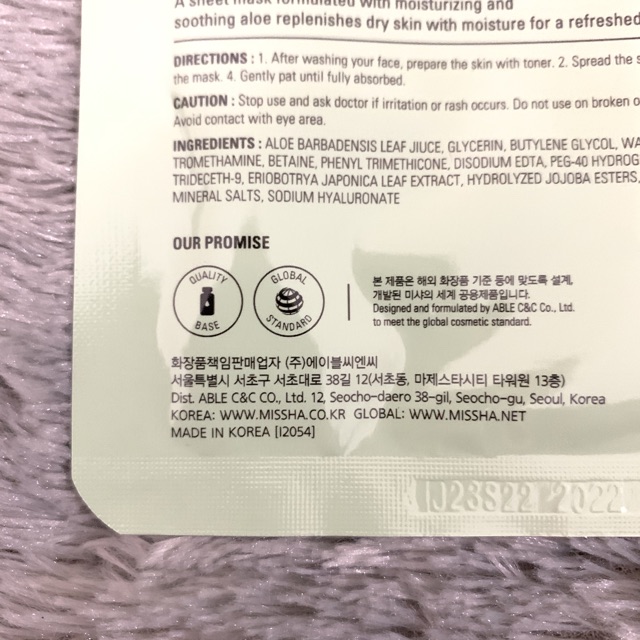 A sheet mask formulated with moisturizing and
soothing aloe replenishes dry skin with moisture for a refreshed
DIRECTIONS : 1. After washing your face, prepare the skin with toner. 2. Spread the
the mask. 4. Gently pat until fully absorbed.
CAUTION : Stop use and ask doctor if irritation or rash occurs. Do not use on broken
Avoid contact with eye area.
INGREDIENTS : ALOE BARBADENSIS LEAF JIUCE, GLYCERIN, BUTYLENE GLYCOL,
TROMETHAMINE, BETAINE, PHENYL TRIMETHICONE, DISODIUM EDTA, PEG-40
TRIDECETH-9, ERIOBOTRYA JAPONICA LEAF EXTRACT, HYDROLYZED JOJOBA ESTERS,
MINERAL SALTS, SODIUM HYALURONATE
OUR PROMISE
QUALITY
BASE
GLOBAL
STANDARD
본 제품은 해외 화장품 기준 등에 맞도록 설계,
개발된 미샤의 세계 공용제품입니다.
Designed and formulated by ABLE C&C Co., Ltd.
to meet the global cosmetic standard.
화장품책임판매업자 (주)에이블씨엔씨
서울특별시 서초구 서초대로 38길 12(서초동, 마제스타시티 타워원 13층)
Dist. ABLE C&C CO., Ltd. 12, Seocho-daero 38-gil, Seocho-gu, Seoul, Korea
KOREA: WWW.MISSHA.CO.KR GLOBAL: WWW.MISSHA.NET
MADE IN KOREA [I2054]
IJ23S22 2022